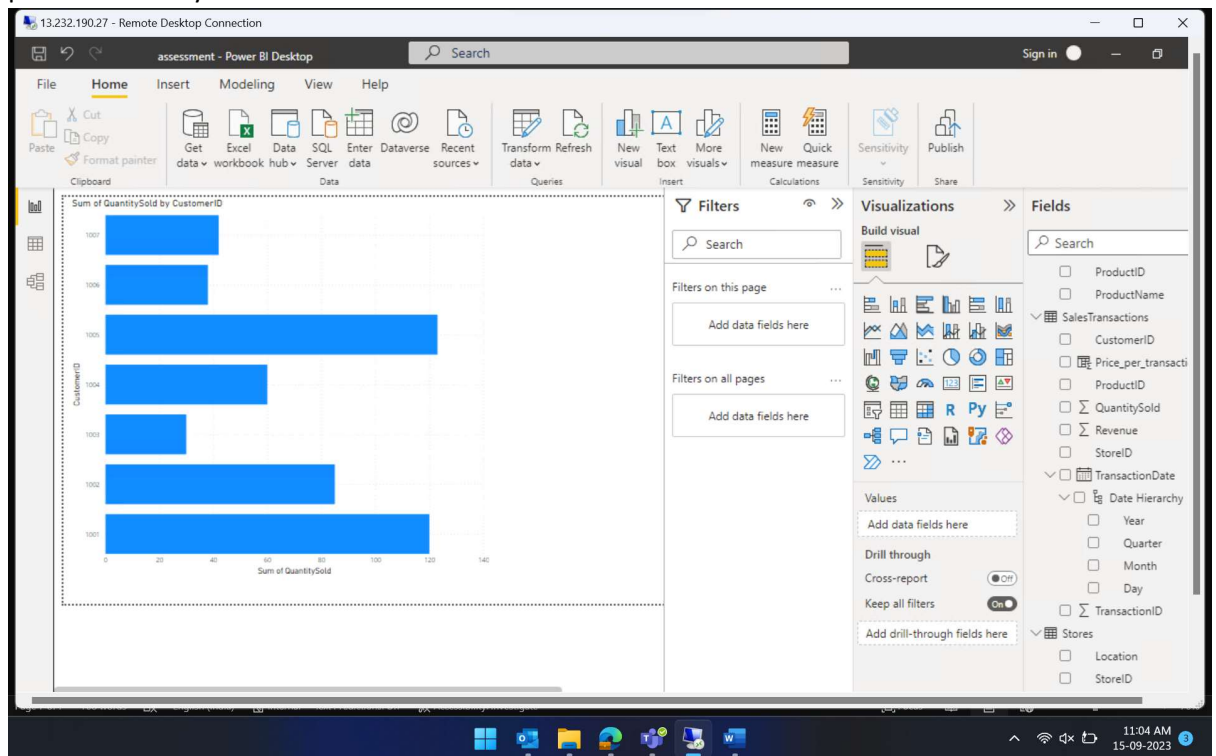 13.232.190.27 - Remote Desktop Connection
assessment - Power BI Desktop
Search
Sign in
File Home Insert Modeling View Help
Paste
Cut
Copy
Format painter
Clipboard
Get data
Excel workbook
Data hub
SQL Server
Enter data
Dataverse
Recent sources
Data
Transform data
Refresh
Queries
New visual
Text box
More visuals
Insert
New measure
Quick measure
Calculations
Sensitivity
Sensitivity
Publish
Share
Sum of QuantitySold by CustomerID
CustomerID
1007
1006
1005
1004
1003
1002
1001
0 20 40 60 80 100 120 140
Sum of QuantitySold
Filters
Search
Filters on this page
Add data fields here
Filters on all pages
Add data fields here
Visualizations
Build visual
123
R Py
Values
Add data fields here
Drill through
Cross-report
Off
Keep all filters
On
Add drill-through fields here
Fields
Search
ProductID
ProductName
SalesTransactions
CustomerID
Price_per_transacti
ProductID
QuantitySold
Revenue
StoreID
TransactionDate
Date Hierarchy
Year
Quarter
Month
Day
TransactionID
Stores
Location
StoreID
11:04 AM
15-09-2023
3